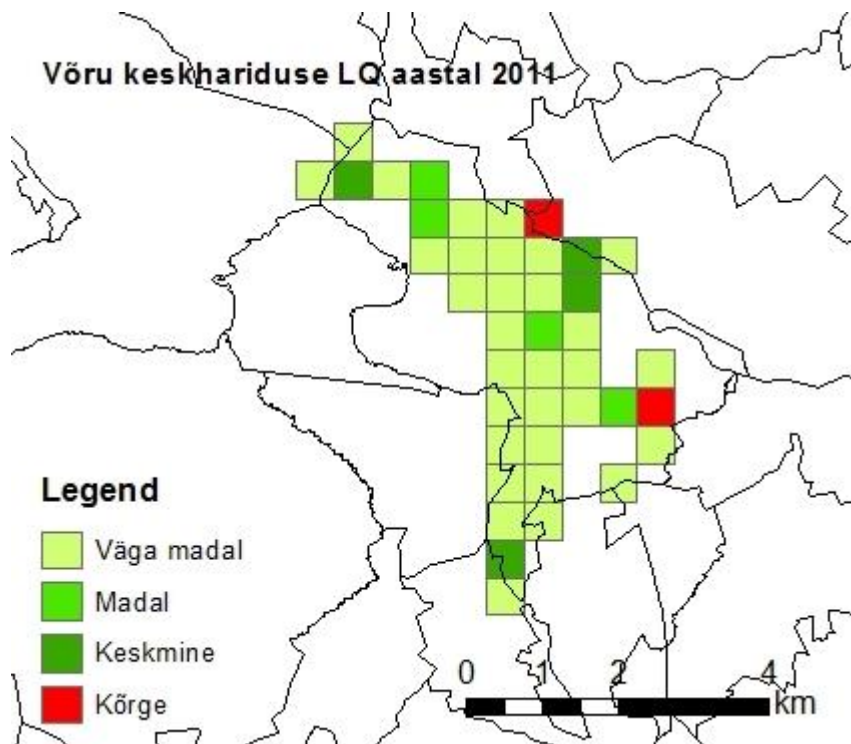 Võru keskhariduse LQ aastal 2011
Legend
Väga madal
Madal
Keskmine
Kõrge
0 1 2 4
km